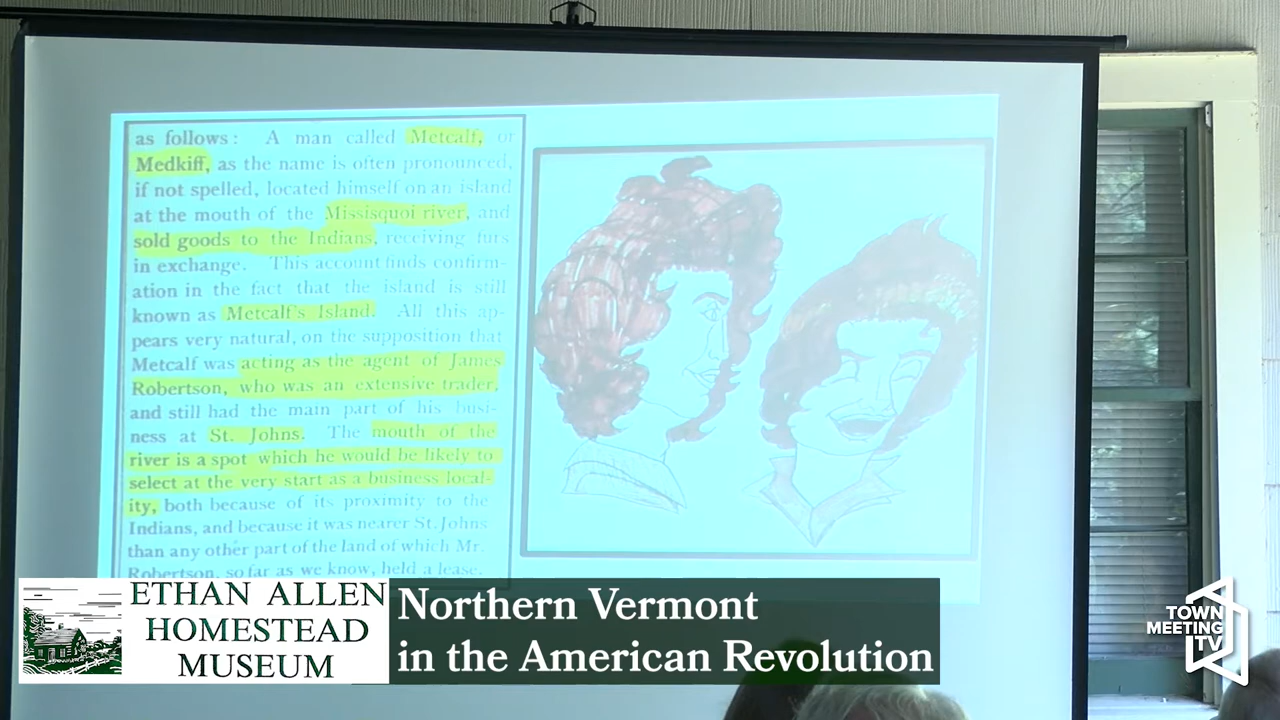 as follows: A man called Metcalf, or
Medkiff, as the name is often pronounced,
if not spelled, located himself on an island
at the mouth of the Missisquoi river, and
sold goods to the Indians, receiving furs
in exchange. This account finds confirm-
ation in the fact that the island is still
known as Metcalf's Island. All this ap-
pears very natural, on the supposition that
Metcalf was acting as the agent of James
Robertson, who was an extensive trader,
and still had the main part of his busi-
ness at St. Johns. The mouth of the
river is a spot which he would be likely to
select at the very start as a business local-
ity, both because of its proximity to the
Indians, and because it was nearer St. Johns
than any other part of the land of which Mr.
Robertson, so far as we know, held a lease.
ETHAN ALLEN
HOMESTEAD
MUSEUM
Northern Vermont
in the American Revolution
TOWN
MEETING
TV